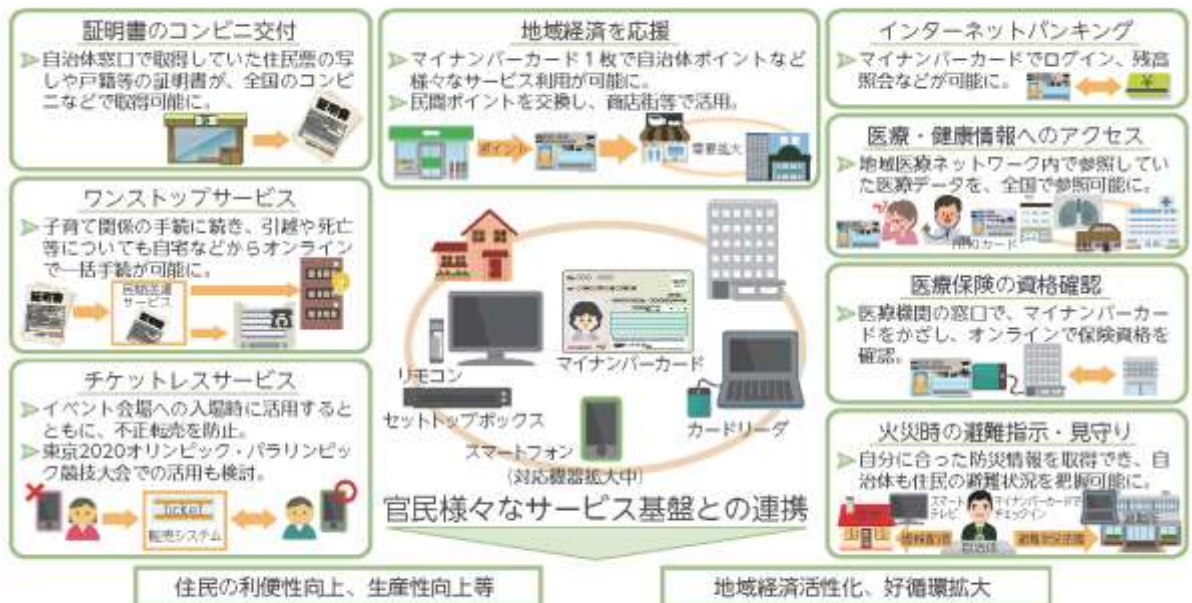 証明書のコンビニ交付
自治体窓口で取得していた住民票の写
しや戸籍等の証明書が、全国のコンビ
ニなどで取得可能に。
証明書
ワンストップサービス
子育て関係の手続に続き、引越や死亡
等についても自宅などからオンライン
で一括手続が可能に。
証明書
サービス
チケットレスサービス
イベント会場への入場時に活用すると
ともに、不正転売を防止。
東京2020オリンピック・パラリンピッ
ク競技大会での活用も検討。
Ticket
転売システム
地域経済を応援
マイナンバーカード1枚で自治体ポイントなど
様々なサービス利用が可能に。
民間ポイントを交換し、商店街等で活用。
ポイント
需要拡大
マイナンバーカード
リモコン
セットトップボックス
カードリーダ
スマートフォン
(対応機器拡大中)
官民様々なサービス基盤との連携
インターネットバンキング
マイナンバーカードでログイン、残高
照会などが可能に。
医療・健康情報へのアクセス
地域医療ネットワーク内で参照してい
た医療データを、全国で参照可能に。
カード
医療保険の資格確認
医療機関の窓口で、マイナンバーカー
ドをかざし、オンラインで保険資格を
確認。
火災時の避難指示・見守り
自分に合った防災情報を取得でき、自
治体も住民の避難状況を把握可能に。
スマート
テレビ
マイナンバーカードで
チェックイン
自治体
住民の利便性向上、生産性向上等
地域経済活性化、好循環拡大